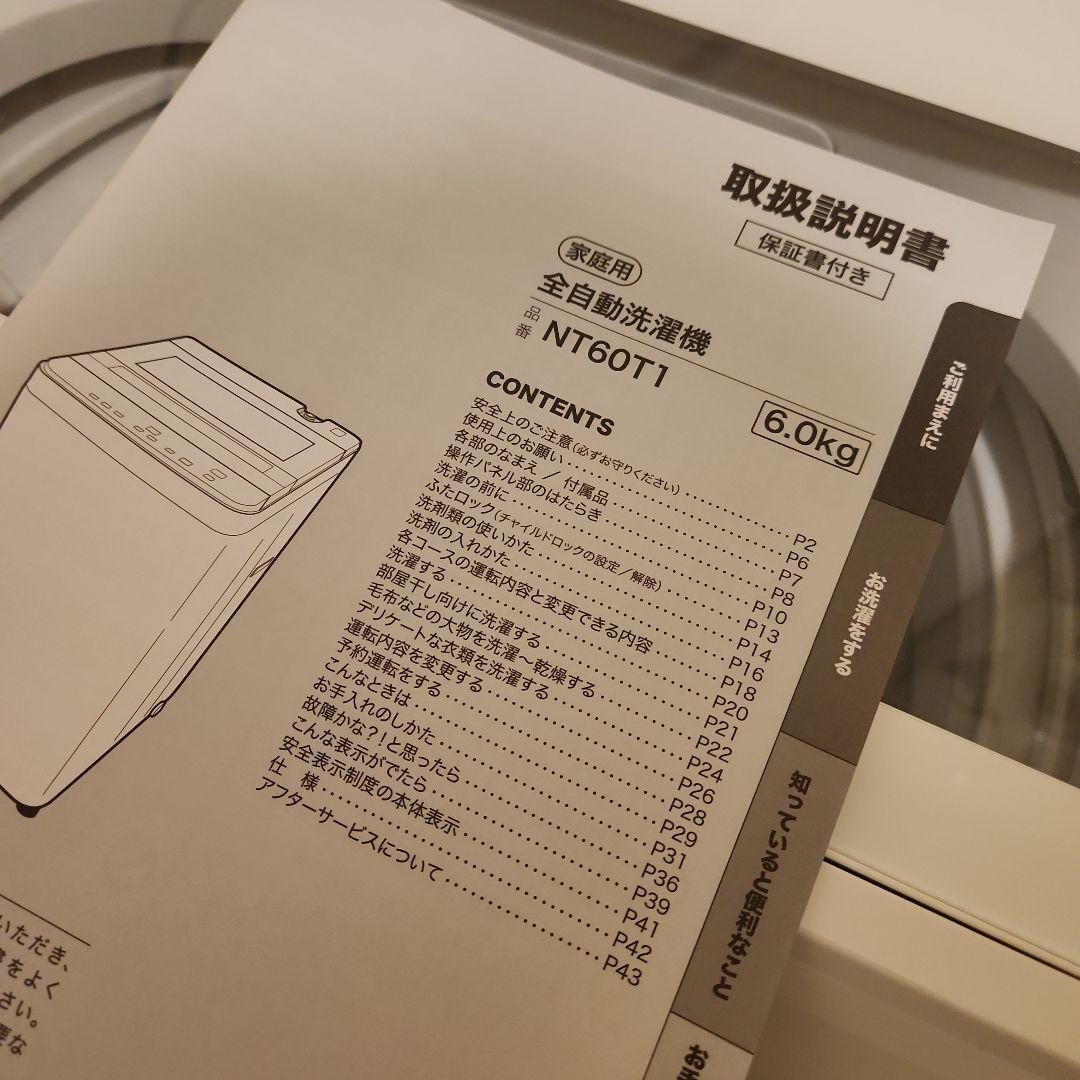 取扱説明書
保証書付き
家庭用
全自動洗濯機
品番 NT60T1
6.0kg
CONTENTS
安全上のご注意(必ずお守りください) P2
使用上のお願い P6
各部のなまえ／付属品 P7
操作パネル部のはたらき P8
洗濯の前に P10
ふたロック(チャイルドロックの設定／解除) P13
洗剤類の使いかた P14
洗剤の入れかた P16
各コースの運転内容と変更できる内容 P18
洗濯する P20
部屋干し向けに洗濯する P21
毛布などの大物を洗濯～乾燥する P22
デリケートな衣類を洗濯する P24
運転内容を変更する P26
予約運転をする P28
こんなときは P29
お手入れのしかた P31
故障かな？！と思ったら P36
こんな表示がでたら P39
安全表示制度の本体表示 P41
仕 様 P42
アフターサービスについて P43
ご利用まえに
お洗濯をする
知っていると便利なこと
お手
いただき、
をよく
さい。
要な